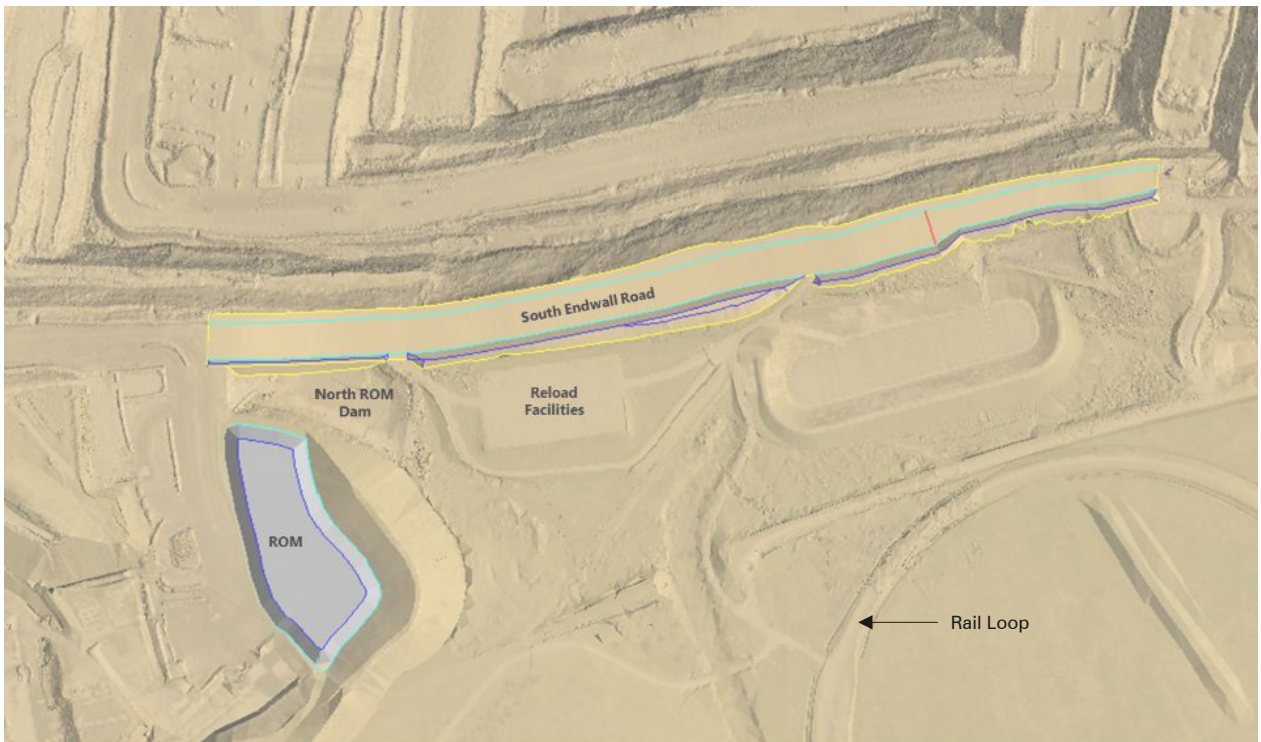 South Endwall Road
North ROM
Dam
Reload
Facilities
ROM
Rail Loop